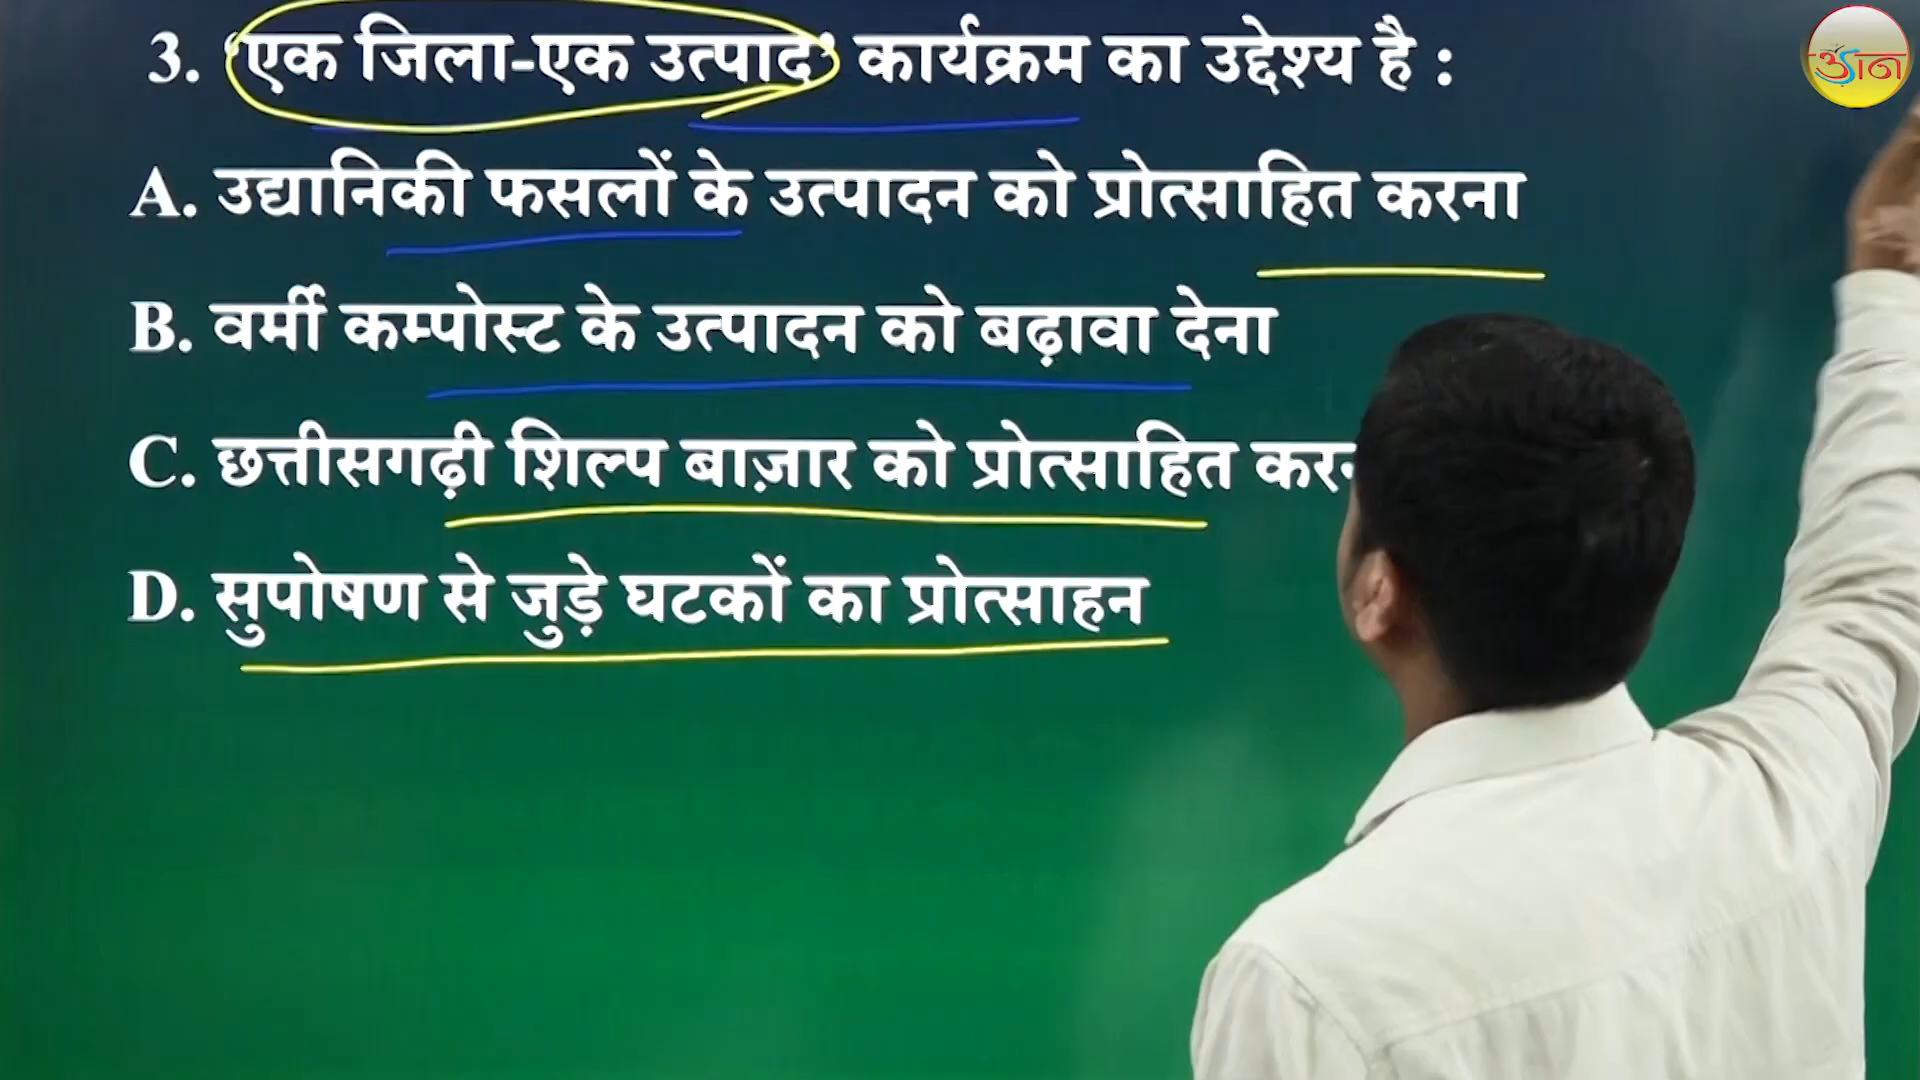 3. 'एक जिला-एक उत्पाद' कार्यक्रम का उद्देश्य है :
A. उद्यानिकी फसलों के उत्पादन को प्रोत्साहित करना
B. वर्मी कम्पोस्ट के उत्पादन को बढ़ावा देना
C. छत्तीसगढ़ी शिल्प बाज़ार को प्रोत्साहित
D. सुपोषण से जुड़े घटकों का प्रोत्साहन